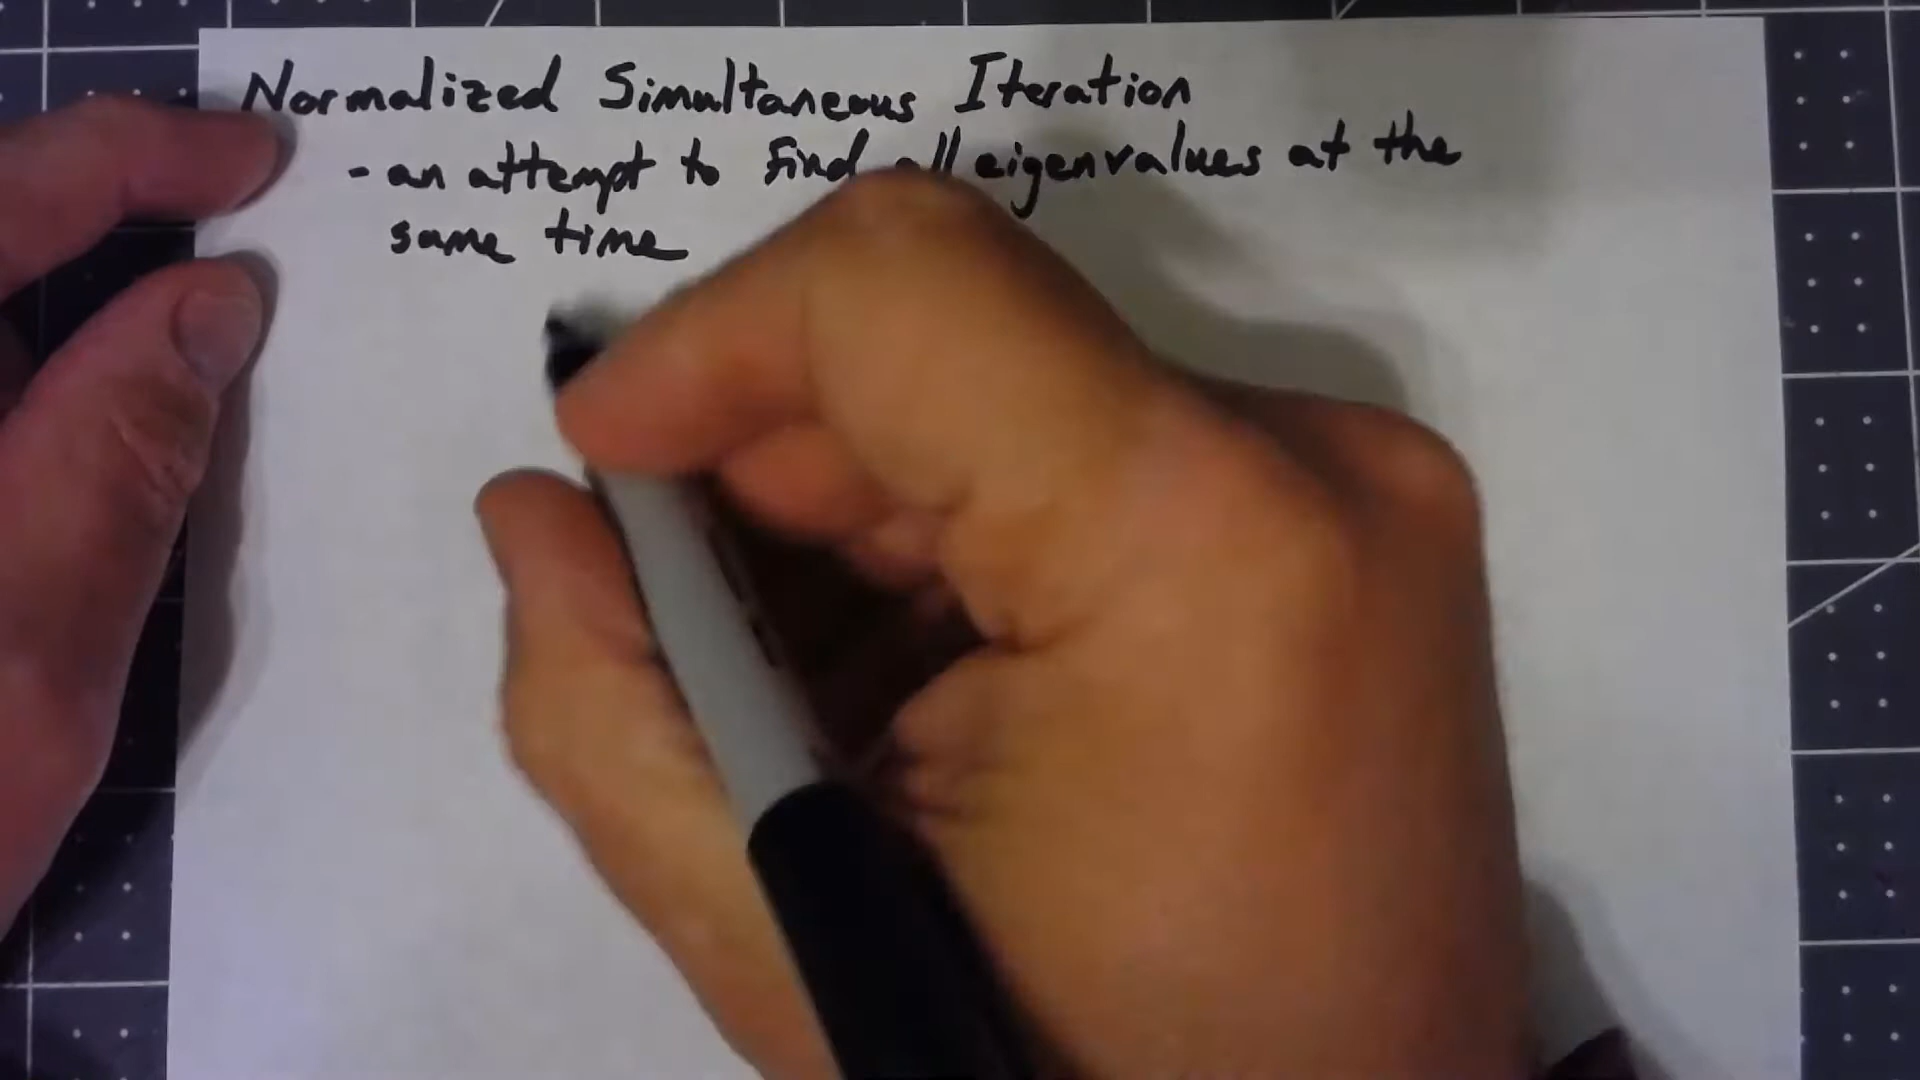 Normalized Simultaneous Iteration
- an attempt to find all eigenvalues at the
same time